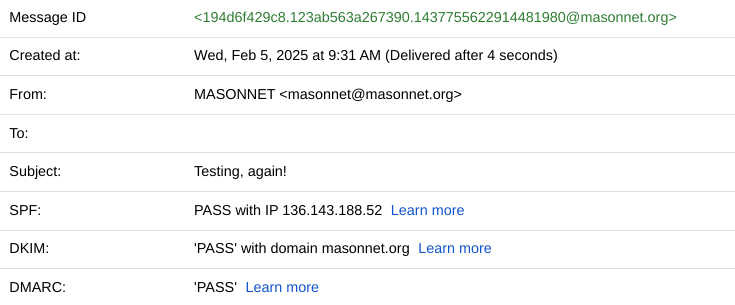 Message ID <194d6f429c8.123ab563a267390.1437755622914481980@masonnet.org>
Created at: Wed, Feb 5, 2025 at 9:31 AM (Delivered after 4 seconds)
From: MASONNET <masonnet@masonnet.org>
To:
Subject: Testing, again!
SPF: PASS with IP 136.143.188.52 Learn more
DKIM: 'PASS' with domain masonnet.org Learn more
DMARC: 'PASS' Learn more